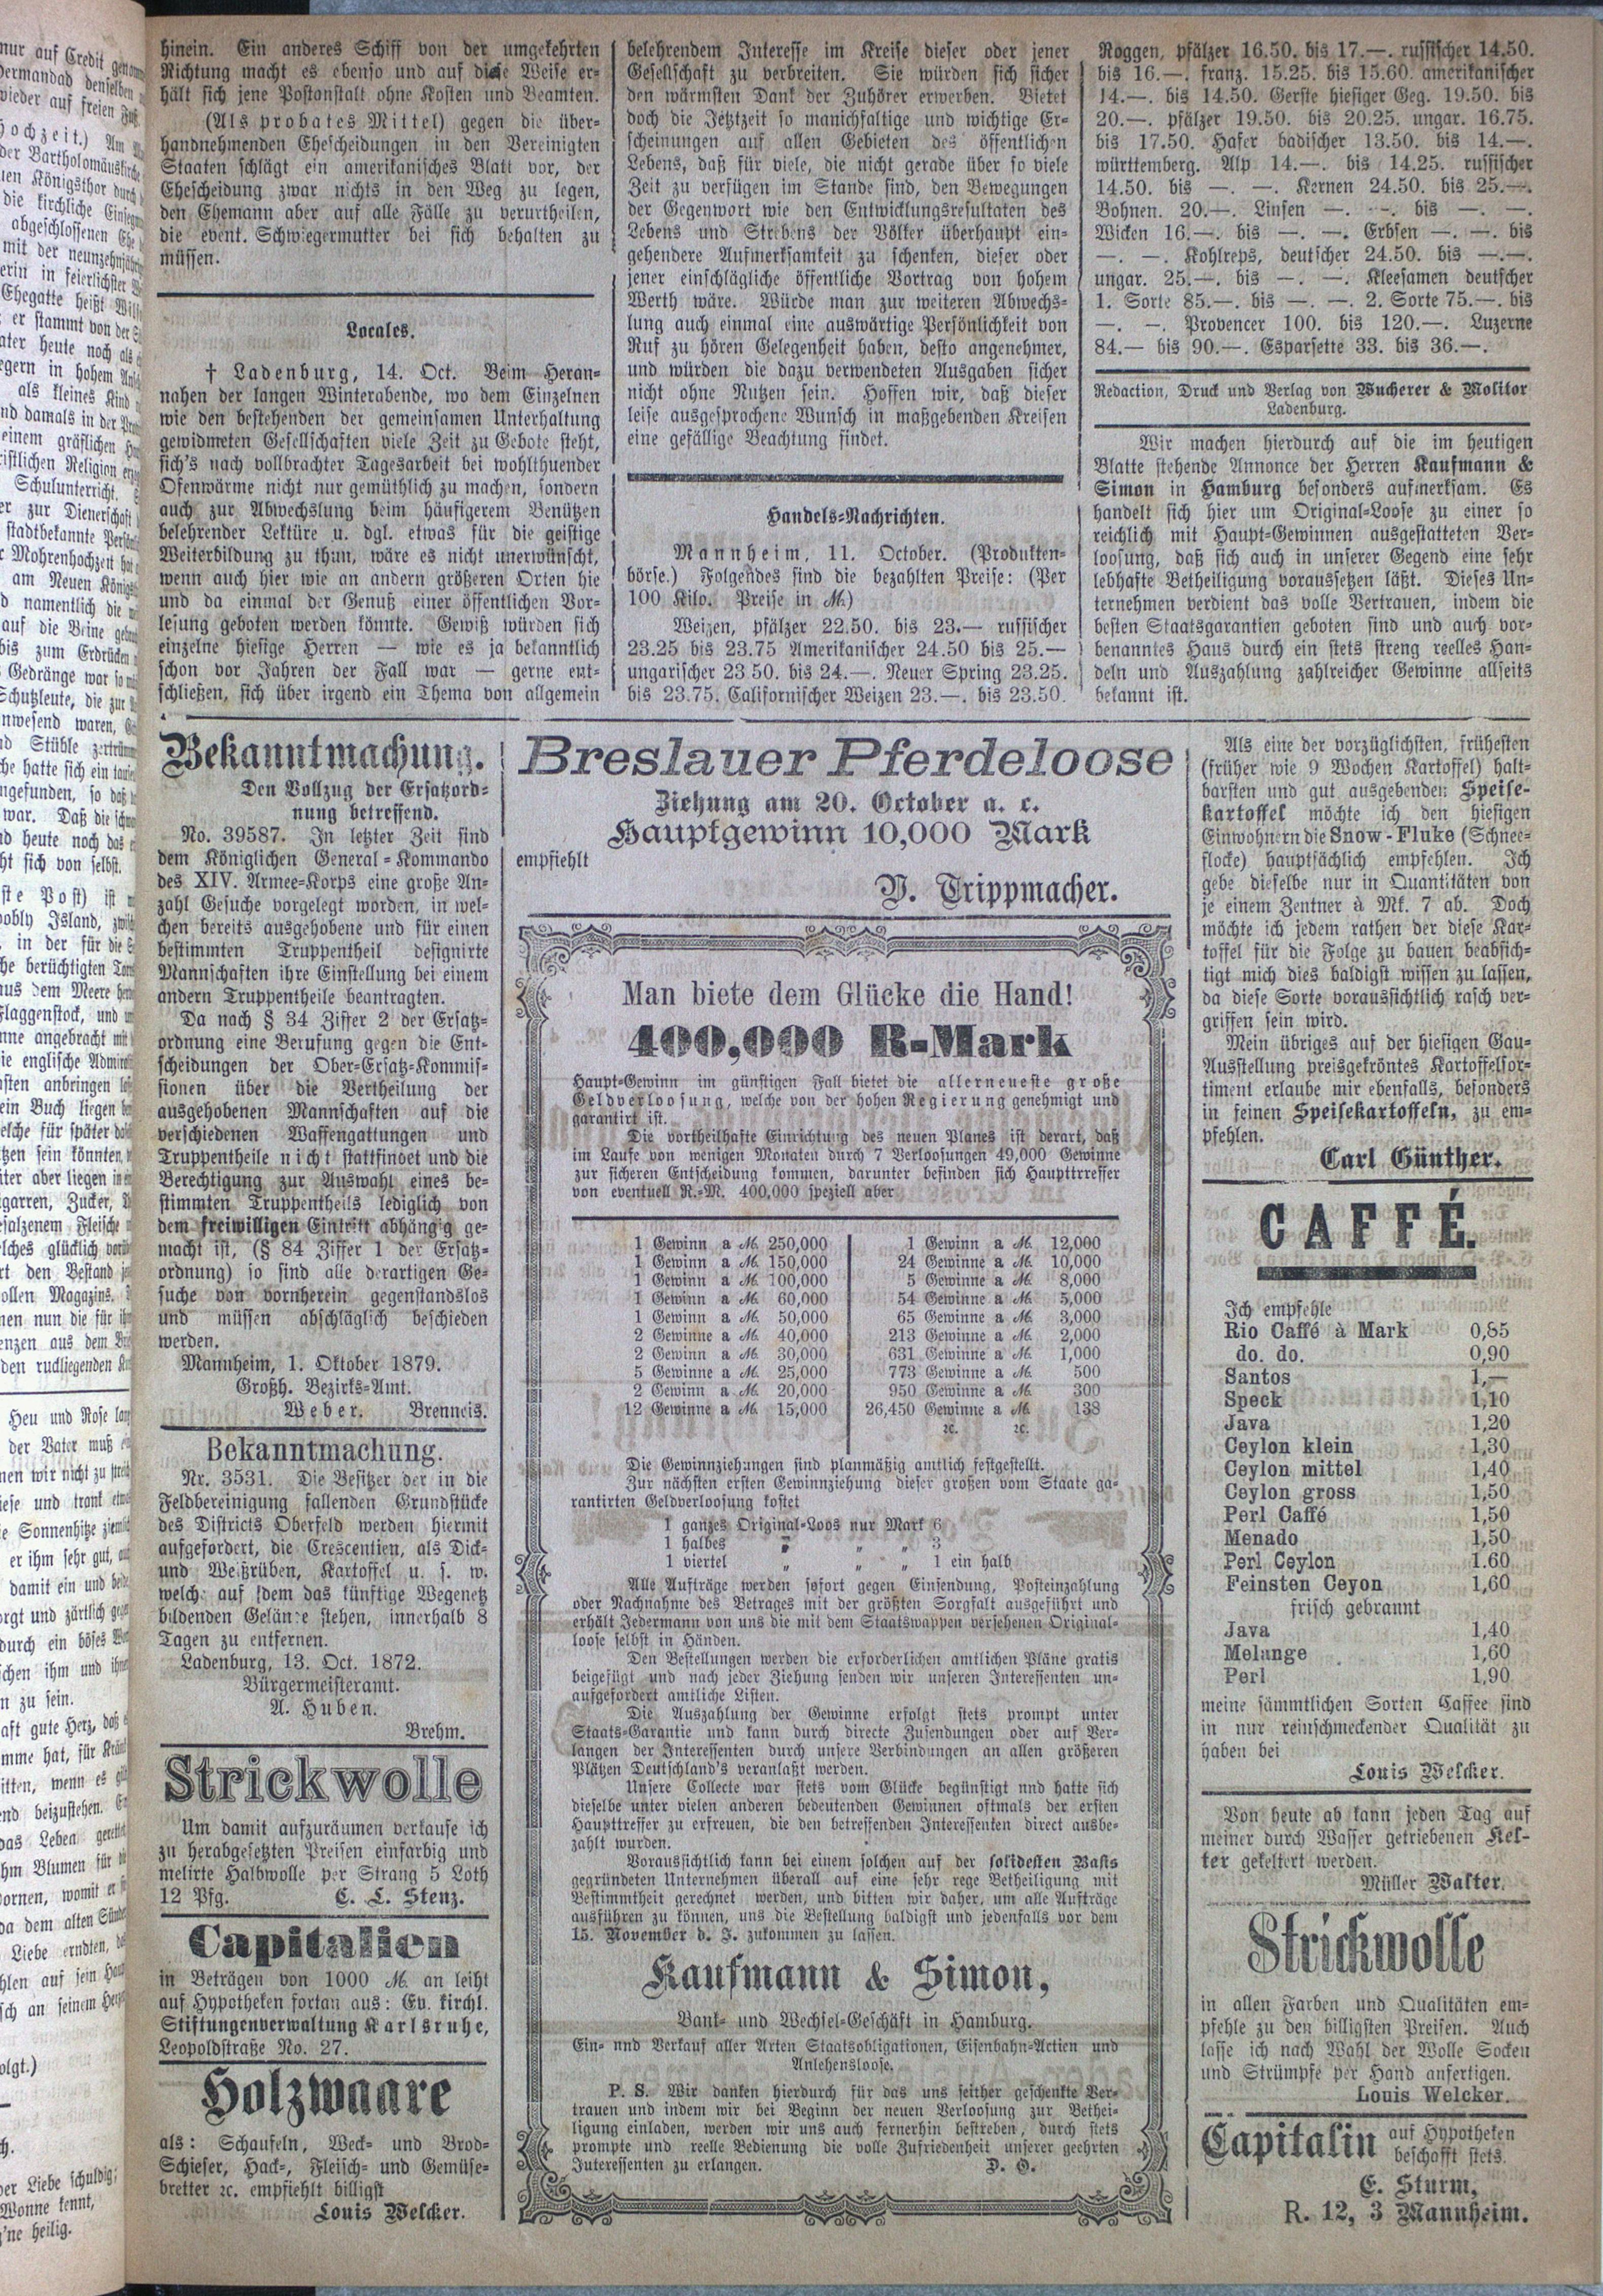 hinein. Ein anderes Schiff von der umgekehrten
Richtung macht es ebenso und auf diese Weise er-
hält sich jene Postanstalt ohne Kosten und Beamten.
(Als probates Mittel) gegen die über-
handnehmenden Ehescheidungen in den Vereinigten
Staaten schlägt ein amerikanisches Blatt vor, der
Ehescheidung zwar nichts in den Weg zu legen,
den Ehemann aber auf alle Fälle zu verurtheilen,
die event. Schwiegermutter bei sich behalten zu
müssen.
Locales.
† Ladenburg, 14. Oct. Beim Heran-
nahen der langen Winterabende, wo dem Einzelnen
wie den bestehenden der gemeinsamen Unterhaltung
gewidmeten Gesellschaften viele Zeit zu Gebote steht,
sich's nach vollbrachter Tagesarbeit bei wohlthuender
Ofenwärme nicht nur gemüthlich zu machen, sondern
auch zur Abwechslung beim häufigerem Benützen
belehrender Lektüre u. dgl. etwas für die geistige
Weiterbildung zu thun, wäre es nicht unerwünscht,
wenn auch hier wie an andern größeren Orten hie
und da einmal der Genuß einer öffentlichen Vor-
lesung geboten werden könnte. Gewiß würden sich
einzelne hiesige Herren — wie es ja bekanntlich
schon vor Jahren der Fall war — gerne ent-
schließen, sich über irgend ein Thema von allgemein
belehrendem Interesse im Kreise dieser oder jener
Gesellschaft zu verbreiten. Sie würden sich sicher
den wärmsten Dank der Zuhörer erwerben. Bietet
doch die Jetztzeit so manichfaltige und wichtige Er-
scheinungen auf allen Gebieten des öffentlichen
Lebens, daß für viele, die nicht gerade über so viele
Zeit zu verfügen im Stande sind, den Bewegungen
der Gegenwort wie den Entwicklungsresultaten des
Lebens und Strebens der Völker überhaupt ein-
gehendere Aufmerksamkeit zu schenken, dieser oder
jener einschlägliche öffentliche Vortrag von hohem
Werth wäre. Würde man zur weiteren Abwechs-
lung auch einmal eine auswärtige Persönlichkeit von
Ruf zu hören Gelegenheit haben, desto angenehmer,
und würden die dazu verwendeten Ausgaben sicher
nicht ohne Nutzen sein. Hoffen wir, daß dieser
leise ausgesprochene Wunsch in maßgebenden Kreisen
eine gefällige Beachtung findet.
Handels-Nachrichten.
Mannheim, 11. October. (Produkten-
börse.) Folgendes sind die bezahlten Preise: (Per
100 Kilo. Preise in M.)
Weizen, pfälzer 22.50. bis 23.— russischer
23.25 bis 23.75 Amerikanischer 24.50 bis 25.—
ungarischer 23.50. bis 24.—. Neuer Spring 23.25.
bis 23.75. Californischer Weizen 23.—. bis 23.50.
Roggen, pfälzer 16.50. bis 17.—. russischer 14.50.
bis 16.—. franz. 15.25. bis 15.60. amerikanischer
14.—. bis 14.50. Gerste hiesiger Geg. 19.50. bis
20.—. pfälzer 19.50. bis 20.25. ungar. 16.75.
bis 17.50. Hafer badischer 13.50. bis 14.—.
württemberg. Alp 14.—. bis 14.25. russischer
14.50. bis —. —. Kernen 24.50. bis 25.—.
Bohnen. 20.—. Linsen —. —. bis —. —.
Wicken 16.—. bis —. —. Erbsen —. —. bis
—. —. Kohlreps, deutscher 24.50. bis —.—.
ungar. 25.—. bis —. —. Kleesamen deutscher
1. Sorte 85.—. bis —. —. 2. Sorte 75.—. bis
—. —. Provencer 100. bis 120.—. Luzerne
84.— bis 90.—. Esparsette 33. bis 36.—.
Redaction, Druck und Verlag von Bucherer & Molitor
Ladenburg.
Wir machen hierdurch auf die im heutigen
Blatte stehende Annonce der Herren Kaufmann &
Simon in Hamburg besonders aufmerksam. Es
handelt sich hier um Original-Loose zu einer so
reichlich mit Haupt-Gewinnen ausgestatteten Ver-
loosung, daß sich auch in unserer Gegend eine sehr
lebhafte Betheiligung voraussetzen läßt. Dieses Un-
ternehmen verdient das volle Vertrauen, indem die
besten Staatsgarantien geboten sind und auch vor-
benanntes Haus durch ein stets streng reelles Han-
deln und Auszahlung zahlreicher Gewinne allseits
bekannt ist.
Bekanntmachung.
Den Vollzug der Ersatzord-
nung betreffend.
No. 39587. In letzter Zeit sind
dem Königlichen General-Kommando
des XIV. Armee-Korps eine große An-
zahl Gesuche vorgelegt worden, in wel-
chen bereits ausgehobene und für einen
bestimmten Truppentheil designirte
Mannschaften ihre Einstellung bei einem
andern Truppentheile beantragten.
Da nach § 34 Ziffer 2 der Ersatz-
ordnung eine Berufung gegen die Ent-
scheidungen der Ober-Ersatz-Kommis-
sionen über die Vertheilung der
ausgehobenen Mannschaften auf die
verschiedenen Waffengattungen und
Truppentheile nicht stattfindet und die
Berechtigung zur Auswahl eines be-
stimmten Truppentheils lediglich von
dem freiwilligen Eintritt abhängig ge-
macht ist, (§ 84 Ziffer 1 der Ersatz-
ordnung) so sind alle derartigen Ge-
suche von vornherein gegenstandslos
und müssen abschläglich beschieden
werden.
Mannheim, 1. Oktober 1879.
Großh. Bezirks-Amt.
Weber. Brenneis.
Bekanntmachung.
Nr. 3531. Die Besitzer der in die
Feldbereinigung fallenden Grundstücke
des Districts Oberfeld werden hiermit
aufgefordert, die Crescentien, als Dick-
und Weißrüben, Kartoffel u. s. w.
welche auf dem das künftige Wegenetz
bildenden Gelände stehen, innerhalb 8
Tagen zu entfernen.
Ladenburg, 13. Oct. 1872.
Bürgermeisteramt.
A. Huben.
Brehm.
Strickwolle
Um damit aufzuräumen verkaufe ich
zu herabgesetzten Preisen einfarbig und
melirte Halbwolle per Strang 5 Loth
12 Pfg. C. L. Stenz.
Capitalien
in Beträgen von 1000 M. an leiht
auf Hypotheken fortan aus: Ev. kirchl.
Stiftungenverwaltung Karlsruhe,
Leopoldstraße No. 27.
Holzwaare
als: Schaufeln, Weck- und Brod-
Schieser, Hack-, Fleisch- und Gemüse-
bretter ꝛc. empfiehlt billigst
Louis Welcker.
Breslauer Pferdeloose
Ziehung am 20. October a. c.
Hauptgewinn 10,000 Mark
empfiehlt
V. Trippmacher.
Man biete dem Glücke die Hand!
400,000 R-Mark
Haupt-Gewinn im günstigen Fall bietet die allerneueste große
Geldverloosung, welche von der hohen Regierung genehmigt und
garantirt ist.
Die vortheilhafte Einrichtung des neuen Planes ist derart, daß
im Laufe von wenigen Monaten durch 7 Verloosungen 49,000 Gewinne
zur sicheren Entscheidung kommen, darunter befinden sich Haupttrreffer
von eventuell R.-M. 400,000 speziell aber
1 Gewinn a M. 250,000
1 Gewinn a M. 150,000
1 Gewinn a M. 100,000
1 Gewinn a M. 60,000
1 Gewinn a M. 50,000
2 Gewinne a M. 40,000
2 Gewinn a M. 30,000
5 Gewinne a M. 25,000
2 Gewinn a M. 20,000
12 Gewinne a M. 15,000
1 Gewinn a M. 12,000
24 Gewinne a M. 10,000
5 Gewinne a M. 8,000
54 Gewinne a M. 5,000
65 Gewinne a M. 3,000
213 Gewinne a M. 2,000
631 Gewinne a M. 1,000
773 Gewinne a M. 500
950 Gewinne a M. 300
26,450 Gewinne a M. 138
ꝛc. ꝛc.
Die Gewinnziehungen sind planmäßig amtlich festgestellt.
Zur nächsten ersten Gewinnziehung dieser großen vom Staate ga-
rantirten Geldverloosung kostet
1 ganzes Original-Loos nur Mark 6
1 halbes „ „ „ 3
1 viertel „ „ „ 1 ein halb
Alle Aufträge werden sofort gegen Einsendung, Posteinzahlung
oder Nachnahme des Betrages mit der größten Sorgfalt ausgeführt und
erhält Jedermann von uns die mit dem Staatswappen versehenen Original-
loose selbst in Händen.
Den Bestellungen werden die erforderlichen amtlichen Pläne gratis
beigefügt und nach jeder Ziehung senden wir unseren Interessenten un-
aufgefordert amtliche Listen.
Die Auszahlung der Gewinne erfolgt stets prompt unter
Staats-Garantie und kann durch directe Zusendungen oder auf Ver-
langen der Interessenten durch unsere Verbindungen an allen größeren
Plätzen Deutschland's veranlaßt werden.
Unsere Collecte war stets vom Glücke begünstigt nnd hatte sich
dieselbe unter vielen anderen bedeutenden Gewinnen oftmals der ersten
Haupttreffer zu erfreuen, die den betreffenden Interessenten direct ausbe-
zahlt wurden.
Voraussichtlich kann bei einem solchen auf der solidesten Basis
gegründeten Unternehmen überall auf eine sehr rege Betheiligung mit
Bestimmtheit gerechnet werden, und bitten wir daher, um alle Aufträge
ausführen zu können, uns die Bestellung baldigst und jedenfalls vor dem
15. November d. J. zukommen zu lassen.
Kaufmann & Simon,
Bank- und Wechsel-Geschäft in Hamburg.
Ein- und Verkauf aller Arten Staatsobligationen, Eisenbahn-Actien und
Anlehensloose.
P. S. Wir danken hierdurch für das uns seither geschenkte Ver-
trauen und indem wir bei Beginn der neuen Verloosung zur Bethei-
ligung einladen, werden wir uns auch fernerhin bestreben, durch stets
prompte und reelle Bedienung die volle Zufriedenheit unserer geehrten
Interessenten zu erlangen. D. O.
Als eine der vorzüglichsten, frühesten
(früher wie 9 Wochen Kartoffel) halt-
barsten und gut ausgebenden Speise-
kartoffel möchte ich den hiesigen
Einwohnern die Snow-Fluke (Schnee-
flocke) hauptsächlich empfehlen. Ich
gebe dieselbe nur in Quantitäten von
je einem Zentner à Mk. 7 ab. Doch
möchte ich jedem rathen der diese Kar-
toffel für die Folge zu bauen beabsich-
tigt mich dies baldigst wissen zu lassen,
da diese Sorte voraussichtlich rasch ver-
griffen sein wird.
Mein übriges auf der hiesigen Gau-
Ausstellung preisgekröntes Kartoffelsor-
timent erlaube mir ebenfalls, besonders
in feinen Speisekartoffeln, zu em-
pfehlen.
Carl Günther.
CAFFÉ.
Ich empfehle
Rio Caffé à Mark 0,85
do. do. 0,90
Santos 1,—
Speck 1,10
Java 1,20
Ceylon klein 1,30
Ceylon mittel 1,40
Ceylon gross 1,50
Perl Caffé 1,50
Menado 1,50
Perl Ceylon 1.60
Feinsten Ceyon 1,60
frisch gebrannt
Java 1,40
Melange 1,60
Perl 1,90
meine sämmtlichen Sorten Caffee sind
in nur reinschmeckender Qualität zu
haben bei
Louis Welcker.
Von heute ab kann jeden Tag auf
meiner durch Wasser getriebenen Kel-
ter gekeltert werden.
Müller Walter.
Strickwolle
in allen Farben und Qualitäten em-
pfehle zu den billigsten Preisen. Auch
lasse ich nach Wahl der Wolle Socken
und Strümpfe per Hand anfertigen.
Louis Welcker.
Capitalin auf Hypotheken
beschafft stets
E. Sturm,
R. 12, 3 Mannheim.